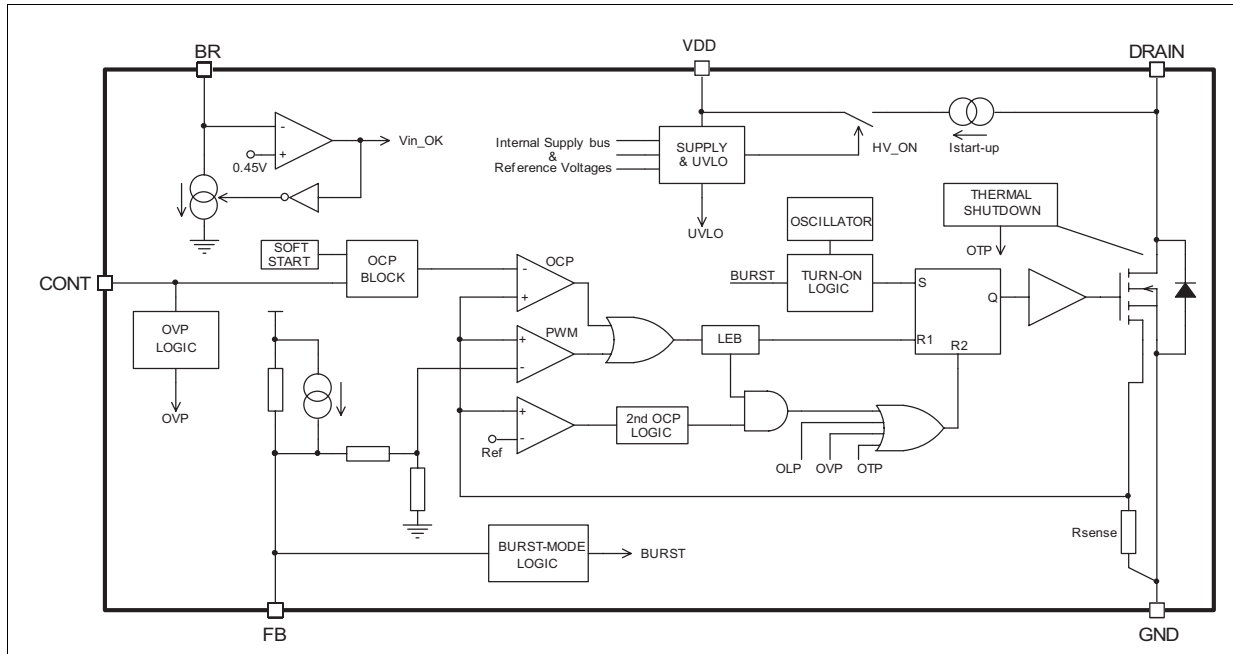 BR
VDD
DRAIN
-
+
0.45V
Vin_OK
Internal Supply bus
&
Reference Voltages
SUPPLY
& UVLO
HV_ON
Istart-up
UVLO
THERMAL
SHUTDOWN
OTP
OSCILLATOR
SOFT
START
OCP
BLOCK
OCP
-
+
BURST
TURN-ON
LOGIC
S
Q
R1
R2
CONT
OVP
LOGIC
OVP
PWM
+
-
LEB
+
-
Ref
2nd OCP
LOGIC
OLP
OVP
OTP
Rsense
BURST-MODE
LOGIC
BURST
FB
GND